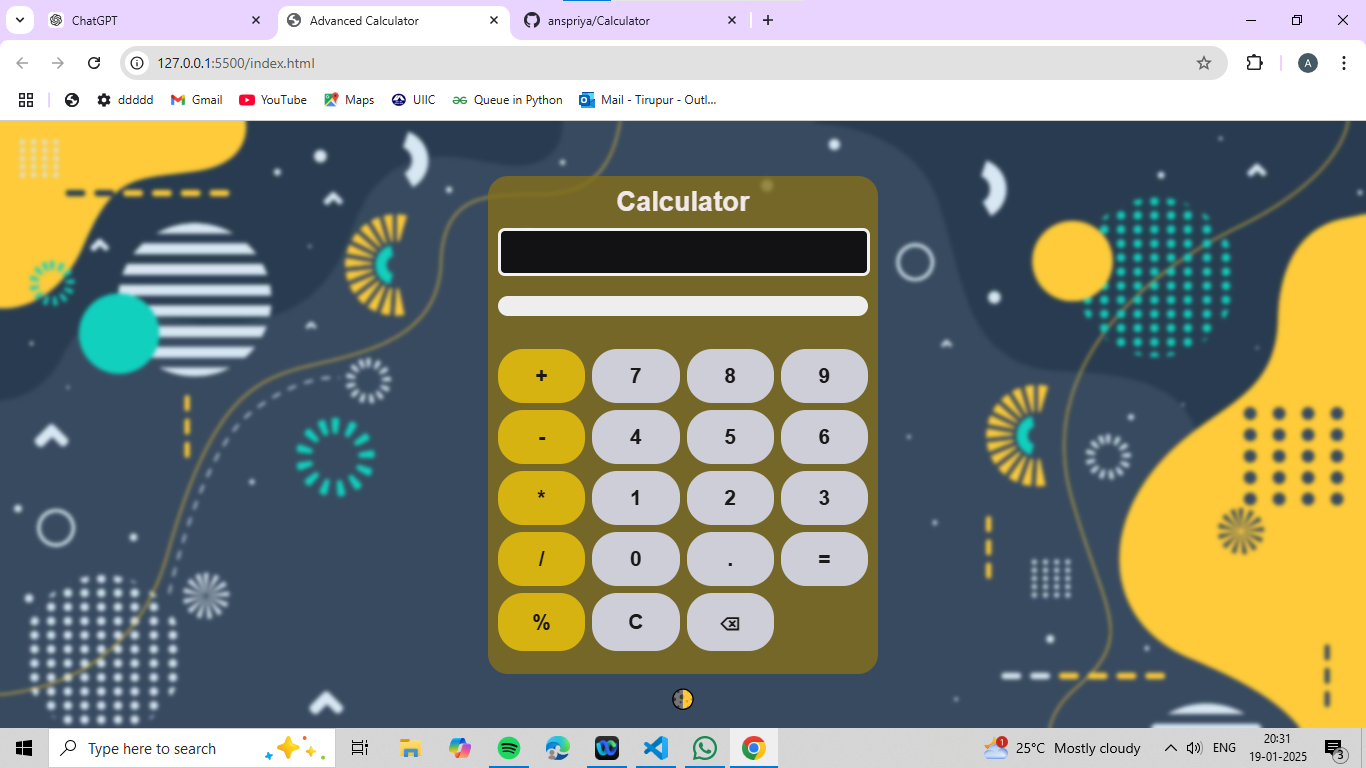 ChatGPT
Advanced Calculator
anspriya/Calculator
127.0.0.1:5500/index.html
A
ddddd
Gmail
YouTube
Maps
UIIC
Queue in Python
Mail - Tirupur - Outl...
Calculator
+ 7 8 9
- 4 5 6
* 1 2 3
/ 0 . =
% C
Type here to search
1
25°C Mostly cloudy
ENG
20:31
19-01-2025
3